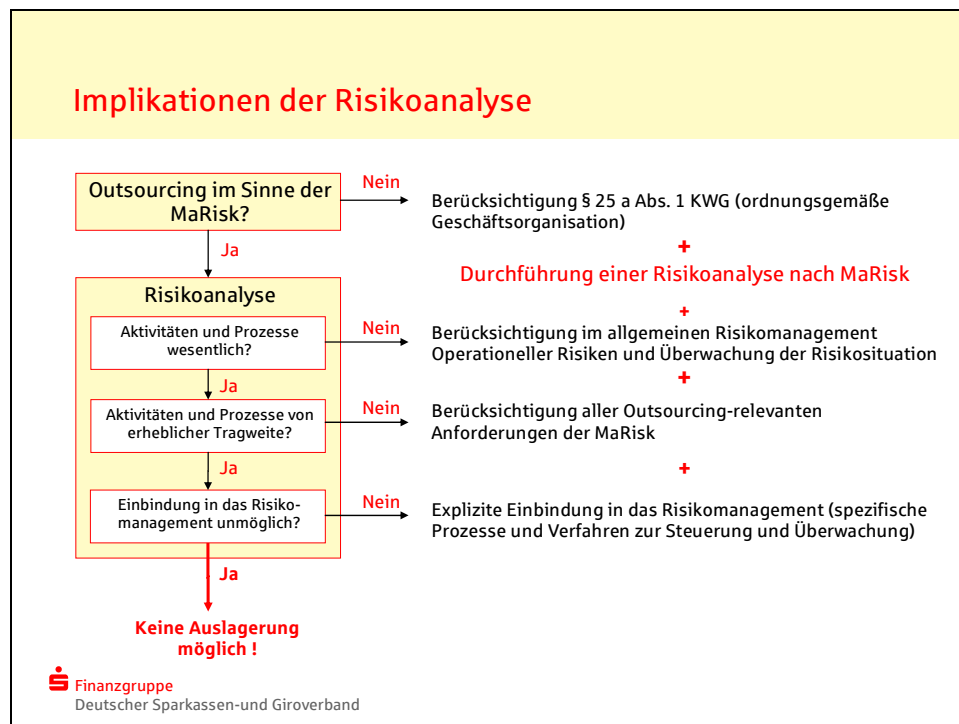 Implikationen der Risikoanalyse
Outsourcing im Sinne der
MaRisk?
Nein
Berücksichtigung § 25 a Abs. 1 KWG (ordnungsgemäße
Geschäftsorganisation)
Ja
+
Durchführung einer Risikoanalyse nach MaRisk
Risikoanalyse
+
Aktivitäten und Prozesse
wesentlich?
Nein
Berücksichtigung im allgemeinen Risikomanagement
Operationeller Risiken und Überwachung der Risikosituation
Ja
+
Aktivitäten und Prozesse von
erheblicher Tragweite?
Nein
Berücksichtigung aller Outsourcing-relevanten
Anforderungen der MaRisk
Ja
+
Einbindung in das Risiko-
management unmöglich?
Nein
Explizite Einbindung in das Risikomanagement (spezifische
Prozesse und Verfahren zur Steuerung und Überwachung)
Ja
Keine Auslagerung
möglich !
Finanzgruppe
Deutscher Sparkassen-und Giroverband